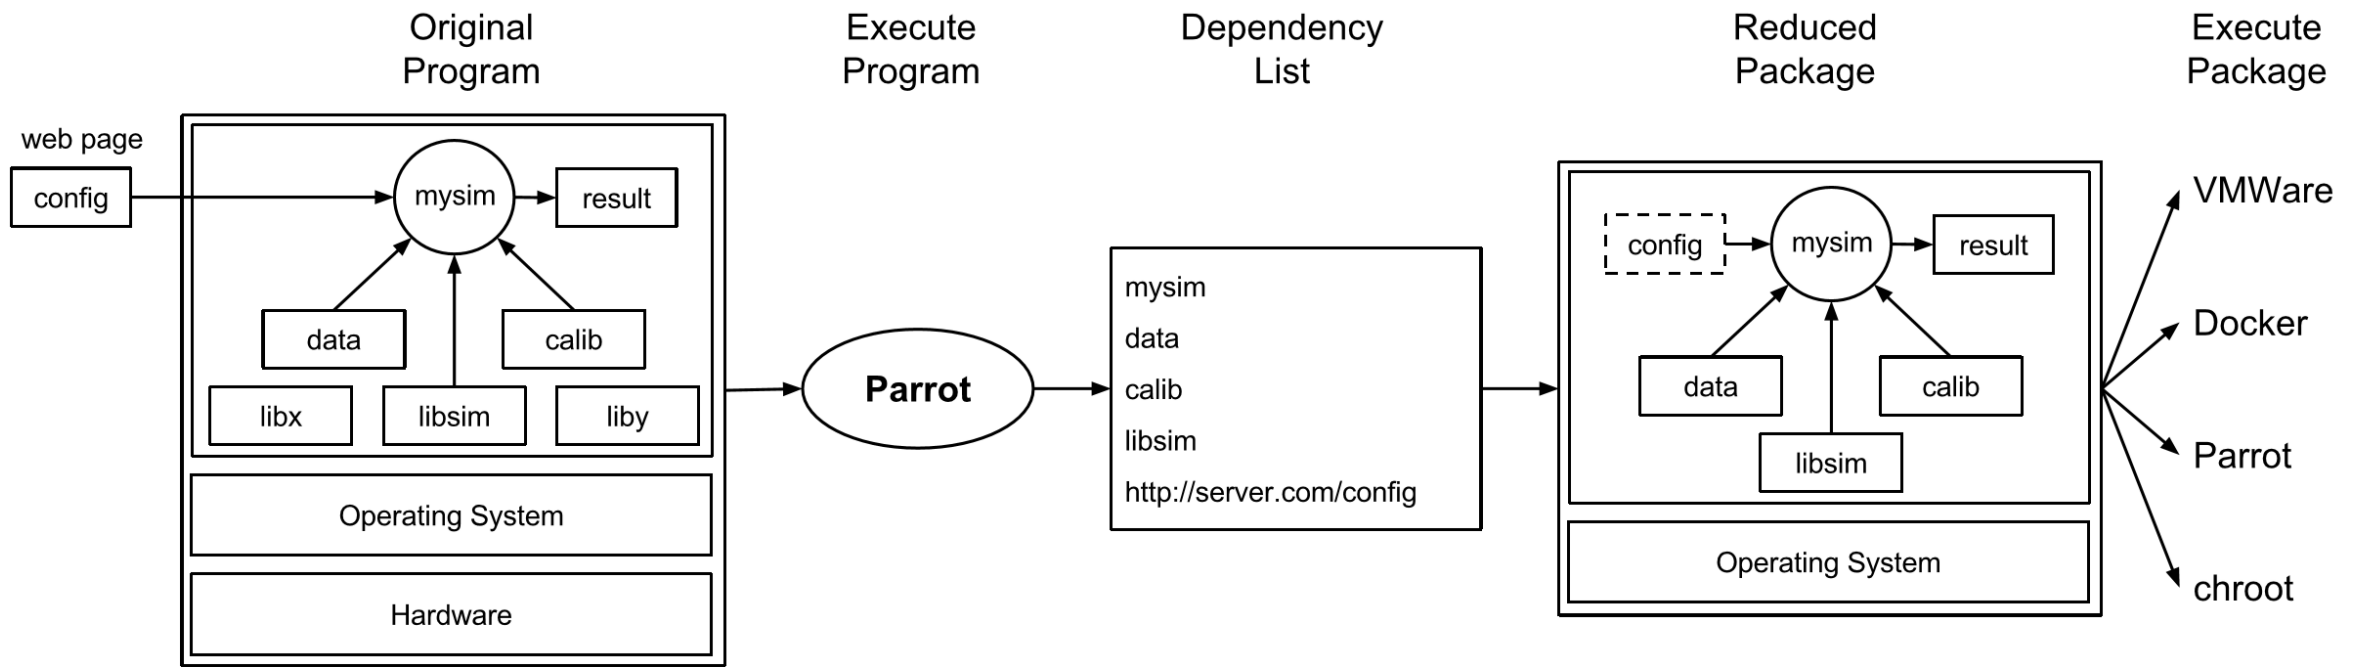 Original
Program
Execute
Program
Dependency
List
Reduced
Package
Execute
Package
web page
config
mysim
result
data
calib
libx
libsim
liby
Operating System
Hardware
Parrot
mysim
data
calib
libsim
http://server.com/config
config
mysim
result
data
calib
libsim
Operating System
VMWare
Docker
Parrot
chroot